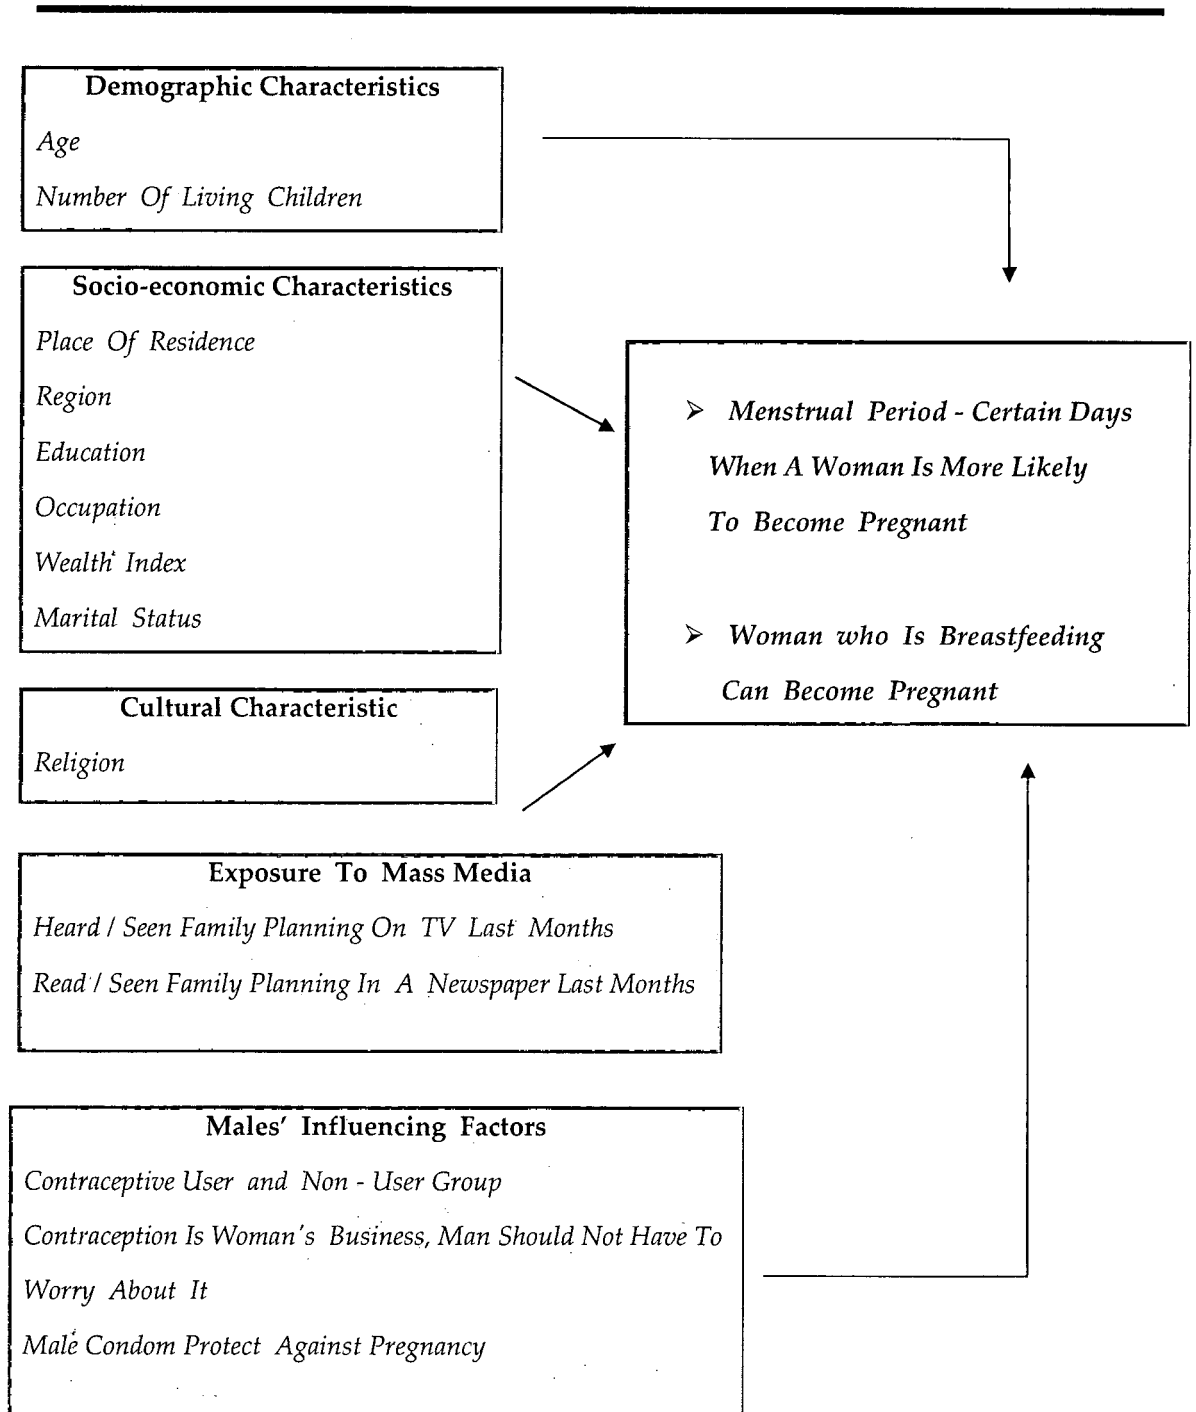 Demographic Characteristics
Age
Number Of Living Children
Socio-economic Characteristics
Place Of Residence
Region
Education
Occupation
Wealth Index
Marital Status
Cultural Characteristic
Religion
Exposure To Mass Media
Heard / Seen Family Planning On TV Last Months
Read / Seen Family Planning In A Newspaper Last Months
Males' Influencing Factors
Contraceptive User and Non - User Group
Contraception Is Woman's Business, Man Should Not Have To
Worry About It
Male Condom Protect Against Pregnancy
➢ Menstrual Period - Certain Days
When A Woman Is More Likely
To Become Pregnant
➢ Woman who Is Breastfeeding
Can Become Pregnant